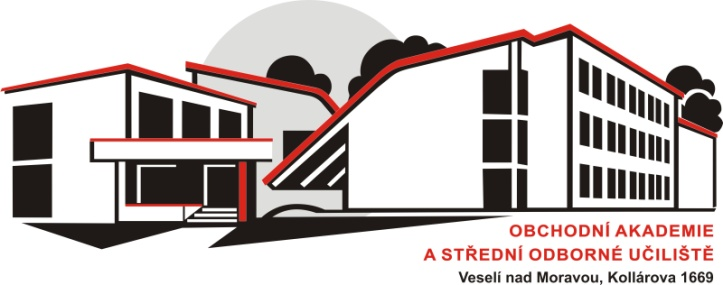 OBCHODNÍ AKADEMIE
A STŘEDNÍ ODBORNÉ UČILIŠTĚ
Veselí nad Moravou, Kollárova 1669